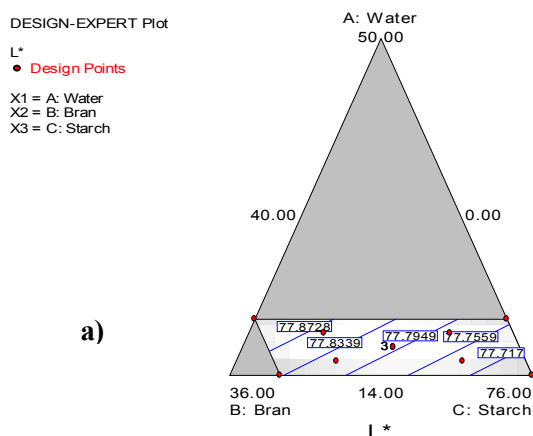 DESIGN-EXPERT Plot
L*
Design Points
X1 = A: Water
X2 = B: Bran
X3 = C: Starch
A: Water
50.00
40.00
0.00
a)
77.8728
77.8339
77.7949
77.7559
77.717
3
36.00
14.00
76.00
B: Bran
C: Starch
L*